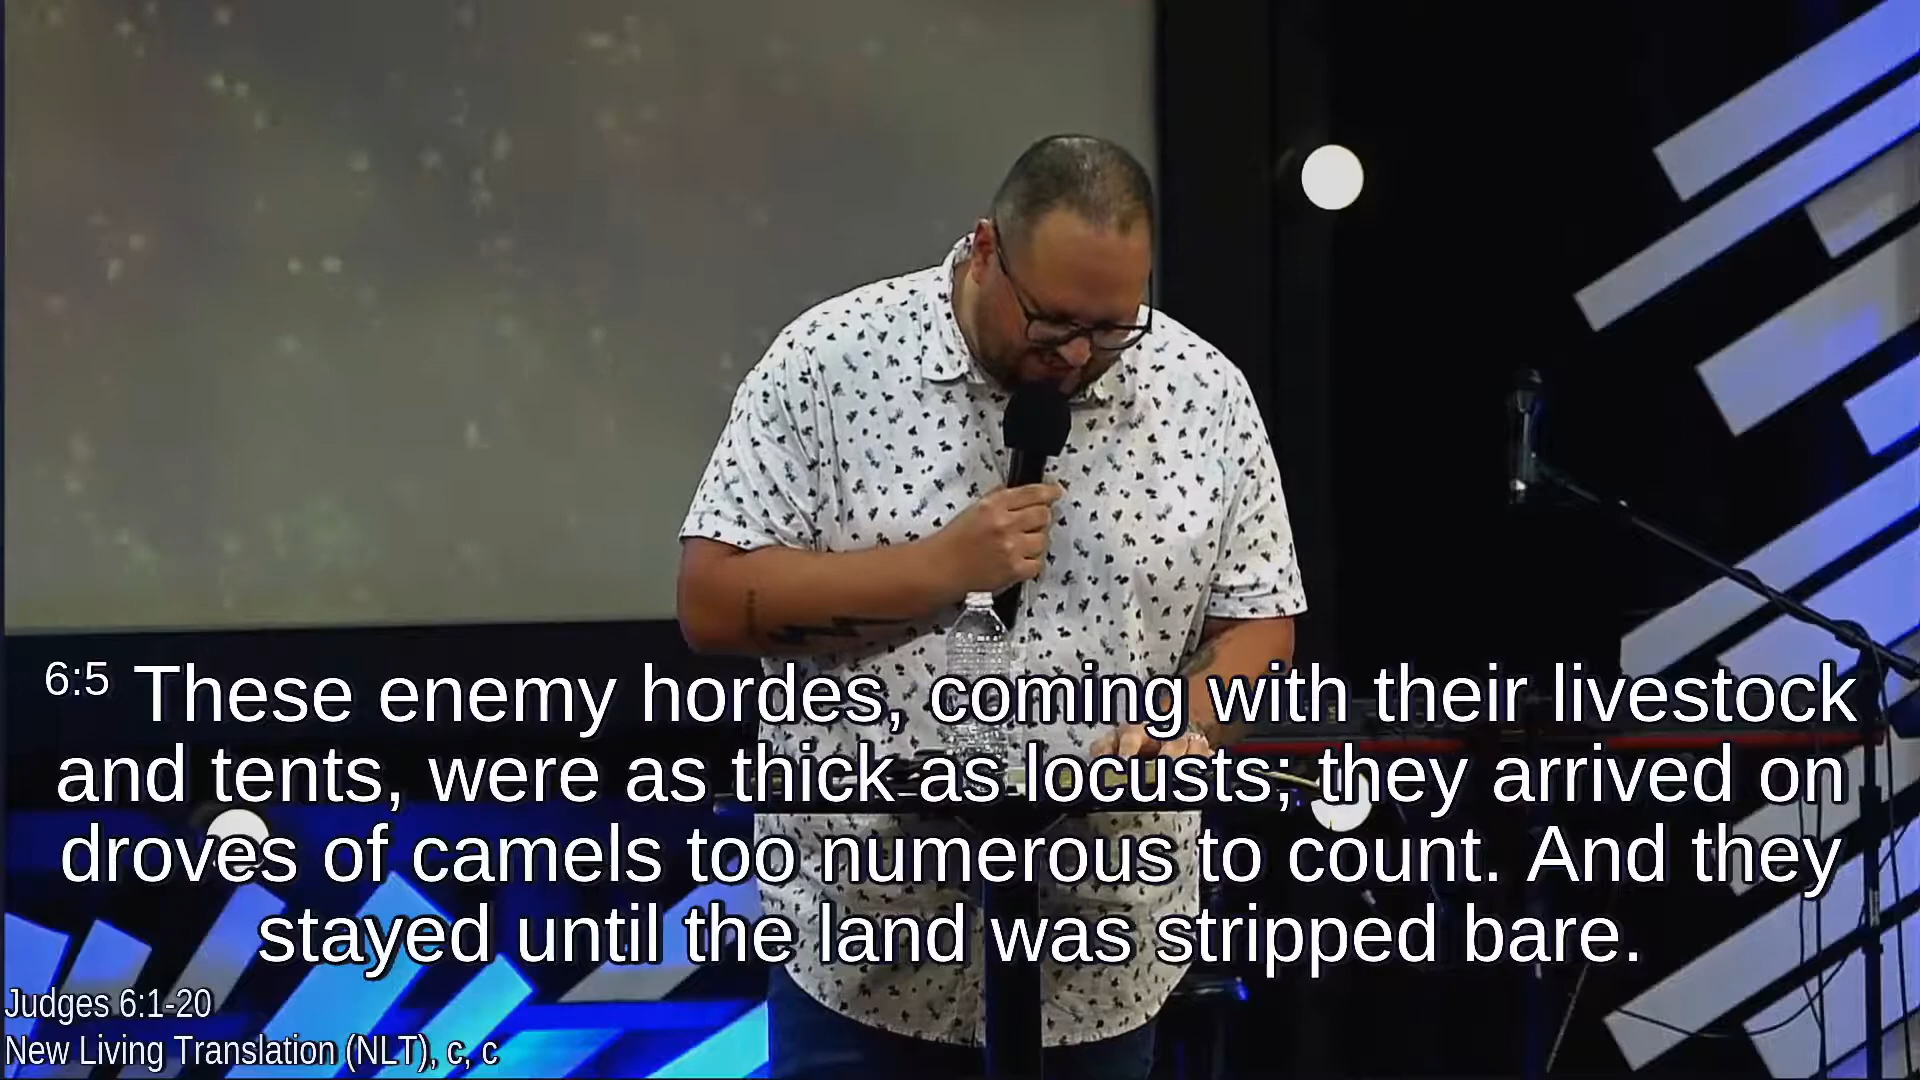 6:5 These enemy hordes, coming with their livestock
and tents, were as thick as locusts; they arrived on
droves of camels too numerous to count. And they
stayed until the land was stripped bare.
Judges 6:1-20
New Living Translation (NLT), c, c